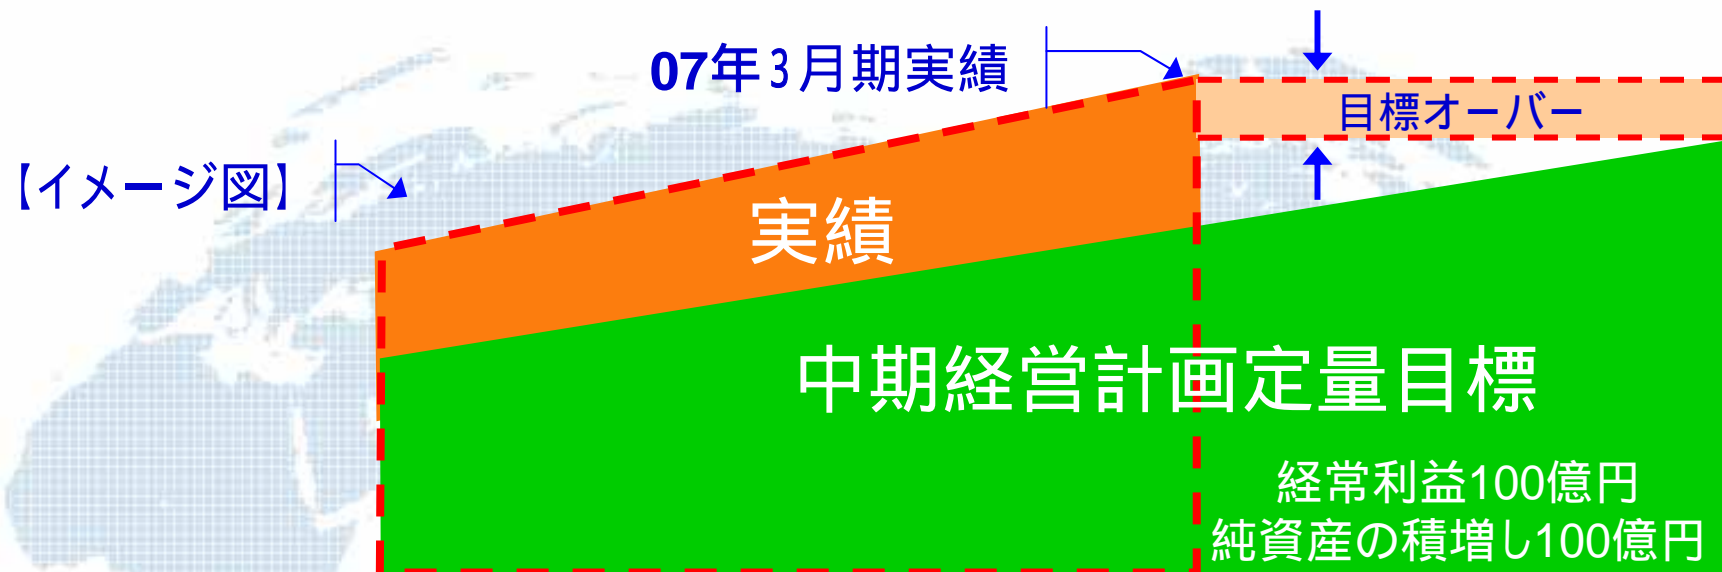 07年3月期実績
目標オーバー
【イメージ図】
実績
中期経営計画定量目標
経常利益100億円
純資産の積増し100億円